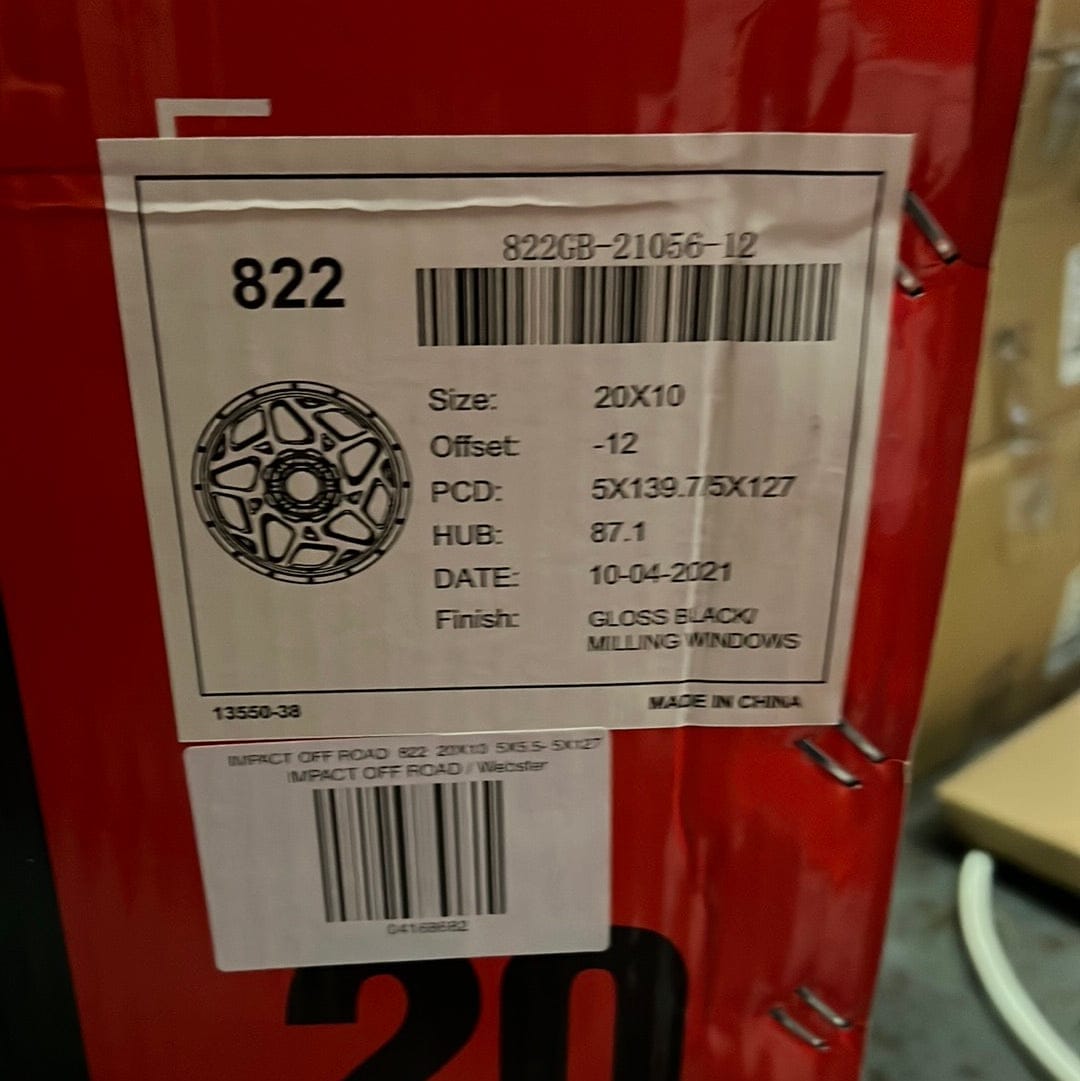 822
822GB-21056-12
Size: 20X10
Offset: -12
PCD: 5X139.7/5X127
HUB: 87.1
DATE: 10-04-2021
Finish: GLOSS BLACK/
MILLING WINDOWS
13550-38
MADE IN CHINA
IMPACT OFF ROAD 822 20X10 5X5.5- 5X127
IMPACT OFF ROAD / Webster
04168682
20